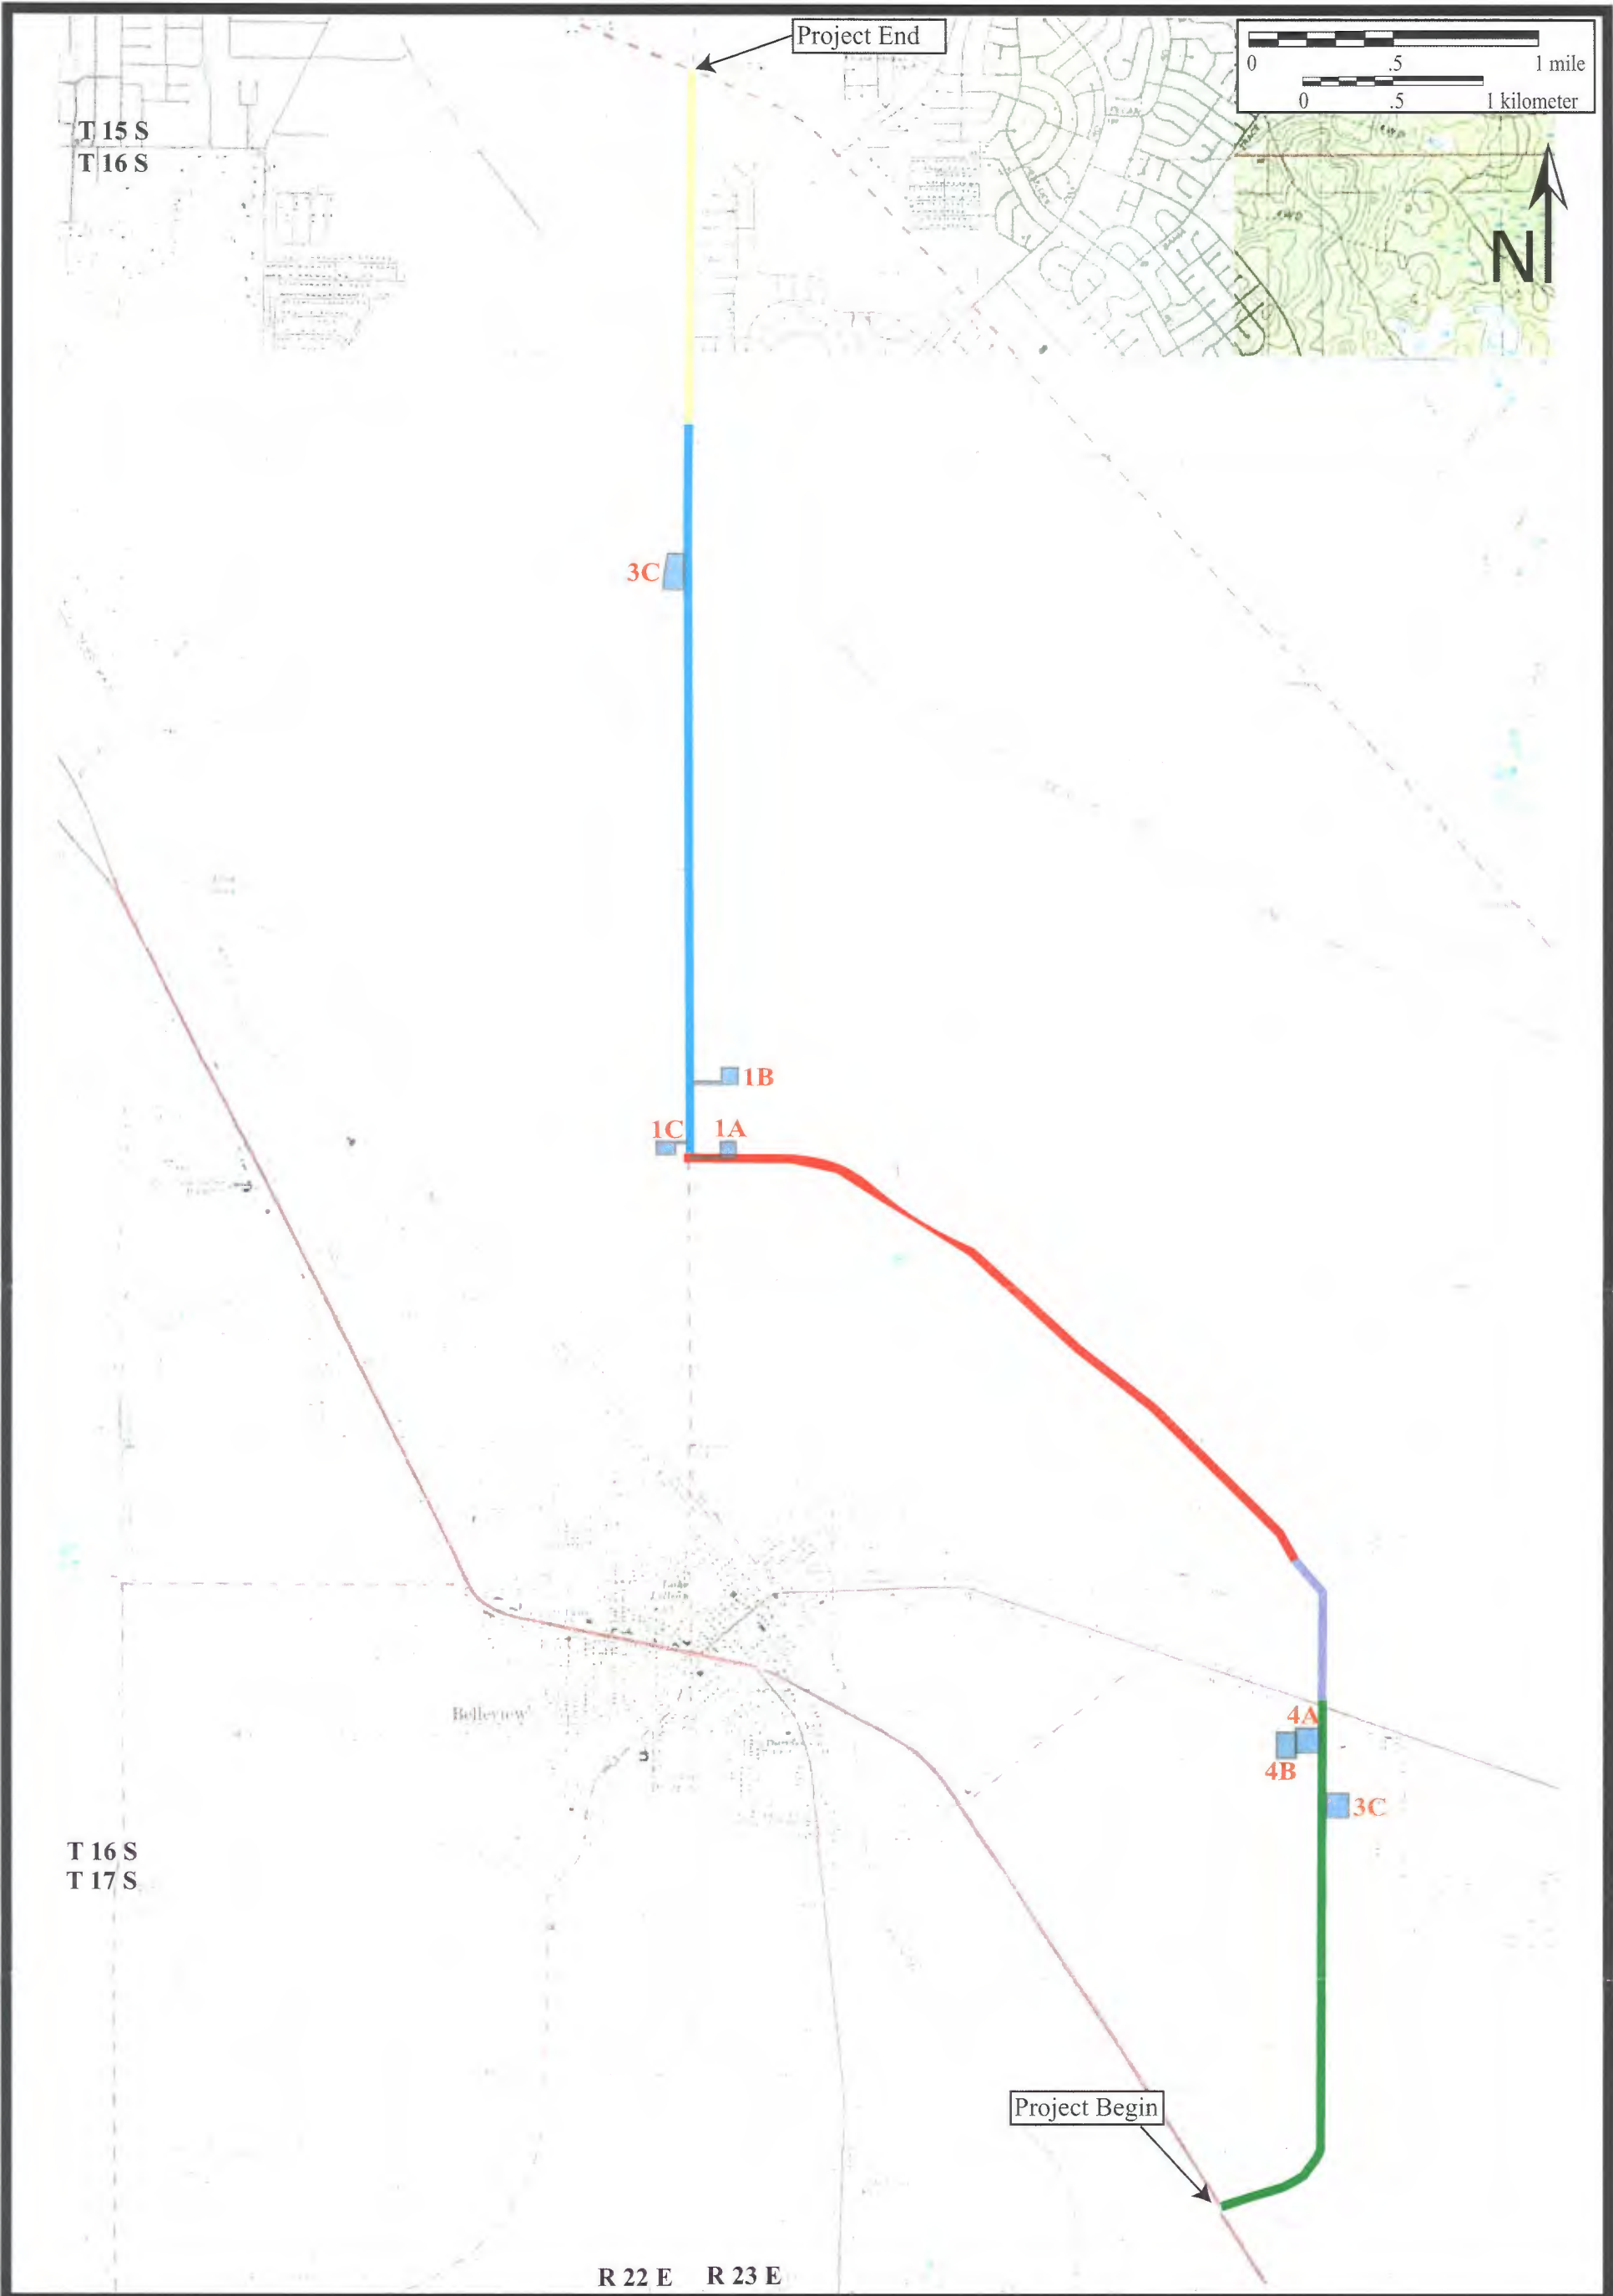 Project End
0 .5 1 mile
0 .5 1 kilometer
T 15 S
T 16 S
N
3C
1B
1C 1A
Belleview
4A
4B
3C
T 16 S
T 17 S
Project Begin
R 22 E R 23 E